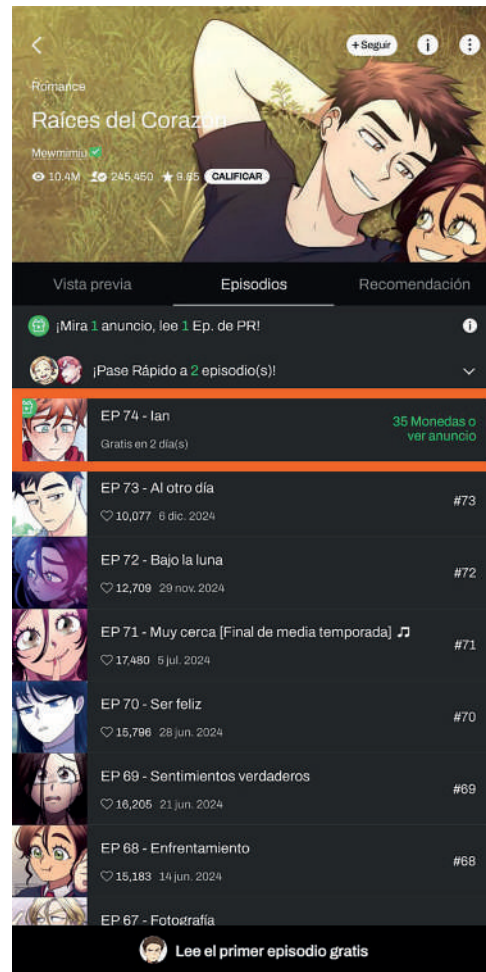 + Seguir
Romance
Raíces del Corazón
Mewmimiu
10.4M 245,450 ★ 9.85 CALIFICAR
Vista previa Episodios Recomendación
¡Mira 1 anuncio, lee 1 Ep. de PR!
¡Pase Rápido a 2 episodio(s)!
EP 74 - Ian
35 Monedas o
ver anuncio
Gratis en 2 día(s)
EP 73 - Al otro día
#73
♡ 10,077 6 dic. 2024
EP 72 - Bajo la luna
#72
♡ 12,709 29 nov. 2024
EP 71 - Muy cerca [Final de media temporada] ♫
#71
♡ 17,480 5 jul. 2024
EP 70 - Ser feliz
#70
♡ 15,796 28 jun. 2024
EP 69 - Sentimientos verdaderos
#69
♡ 16,205 21 jun. 2024
EP 68 - Enfrentamiento
#68
♡ 15,183 14 jun. 2024
EP 67 - Fotografía
Lee el primer episodio gratis